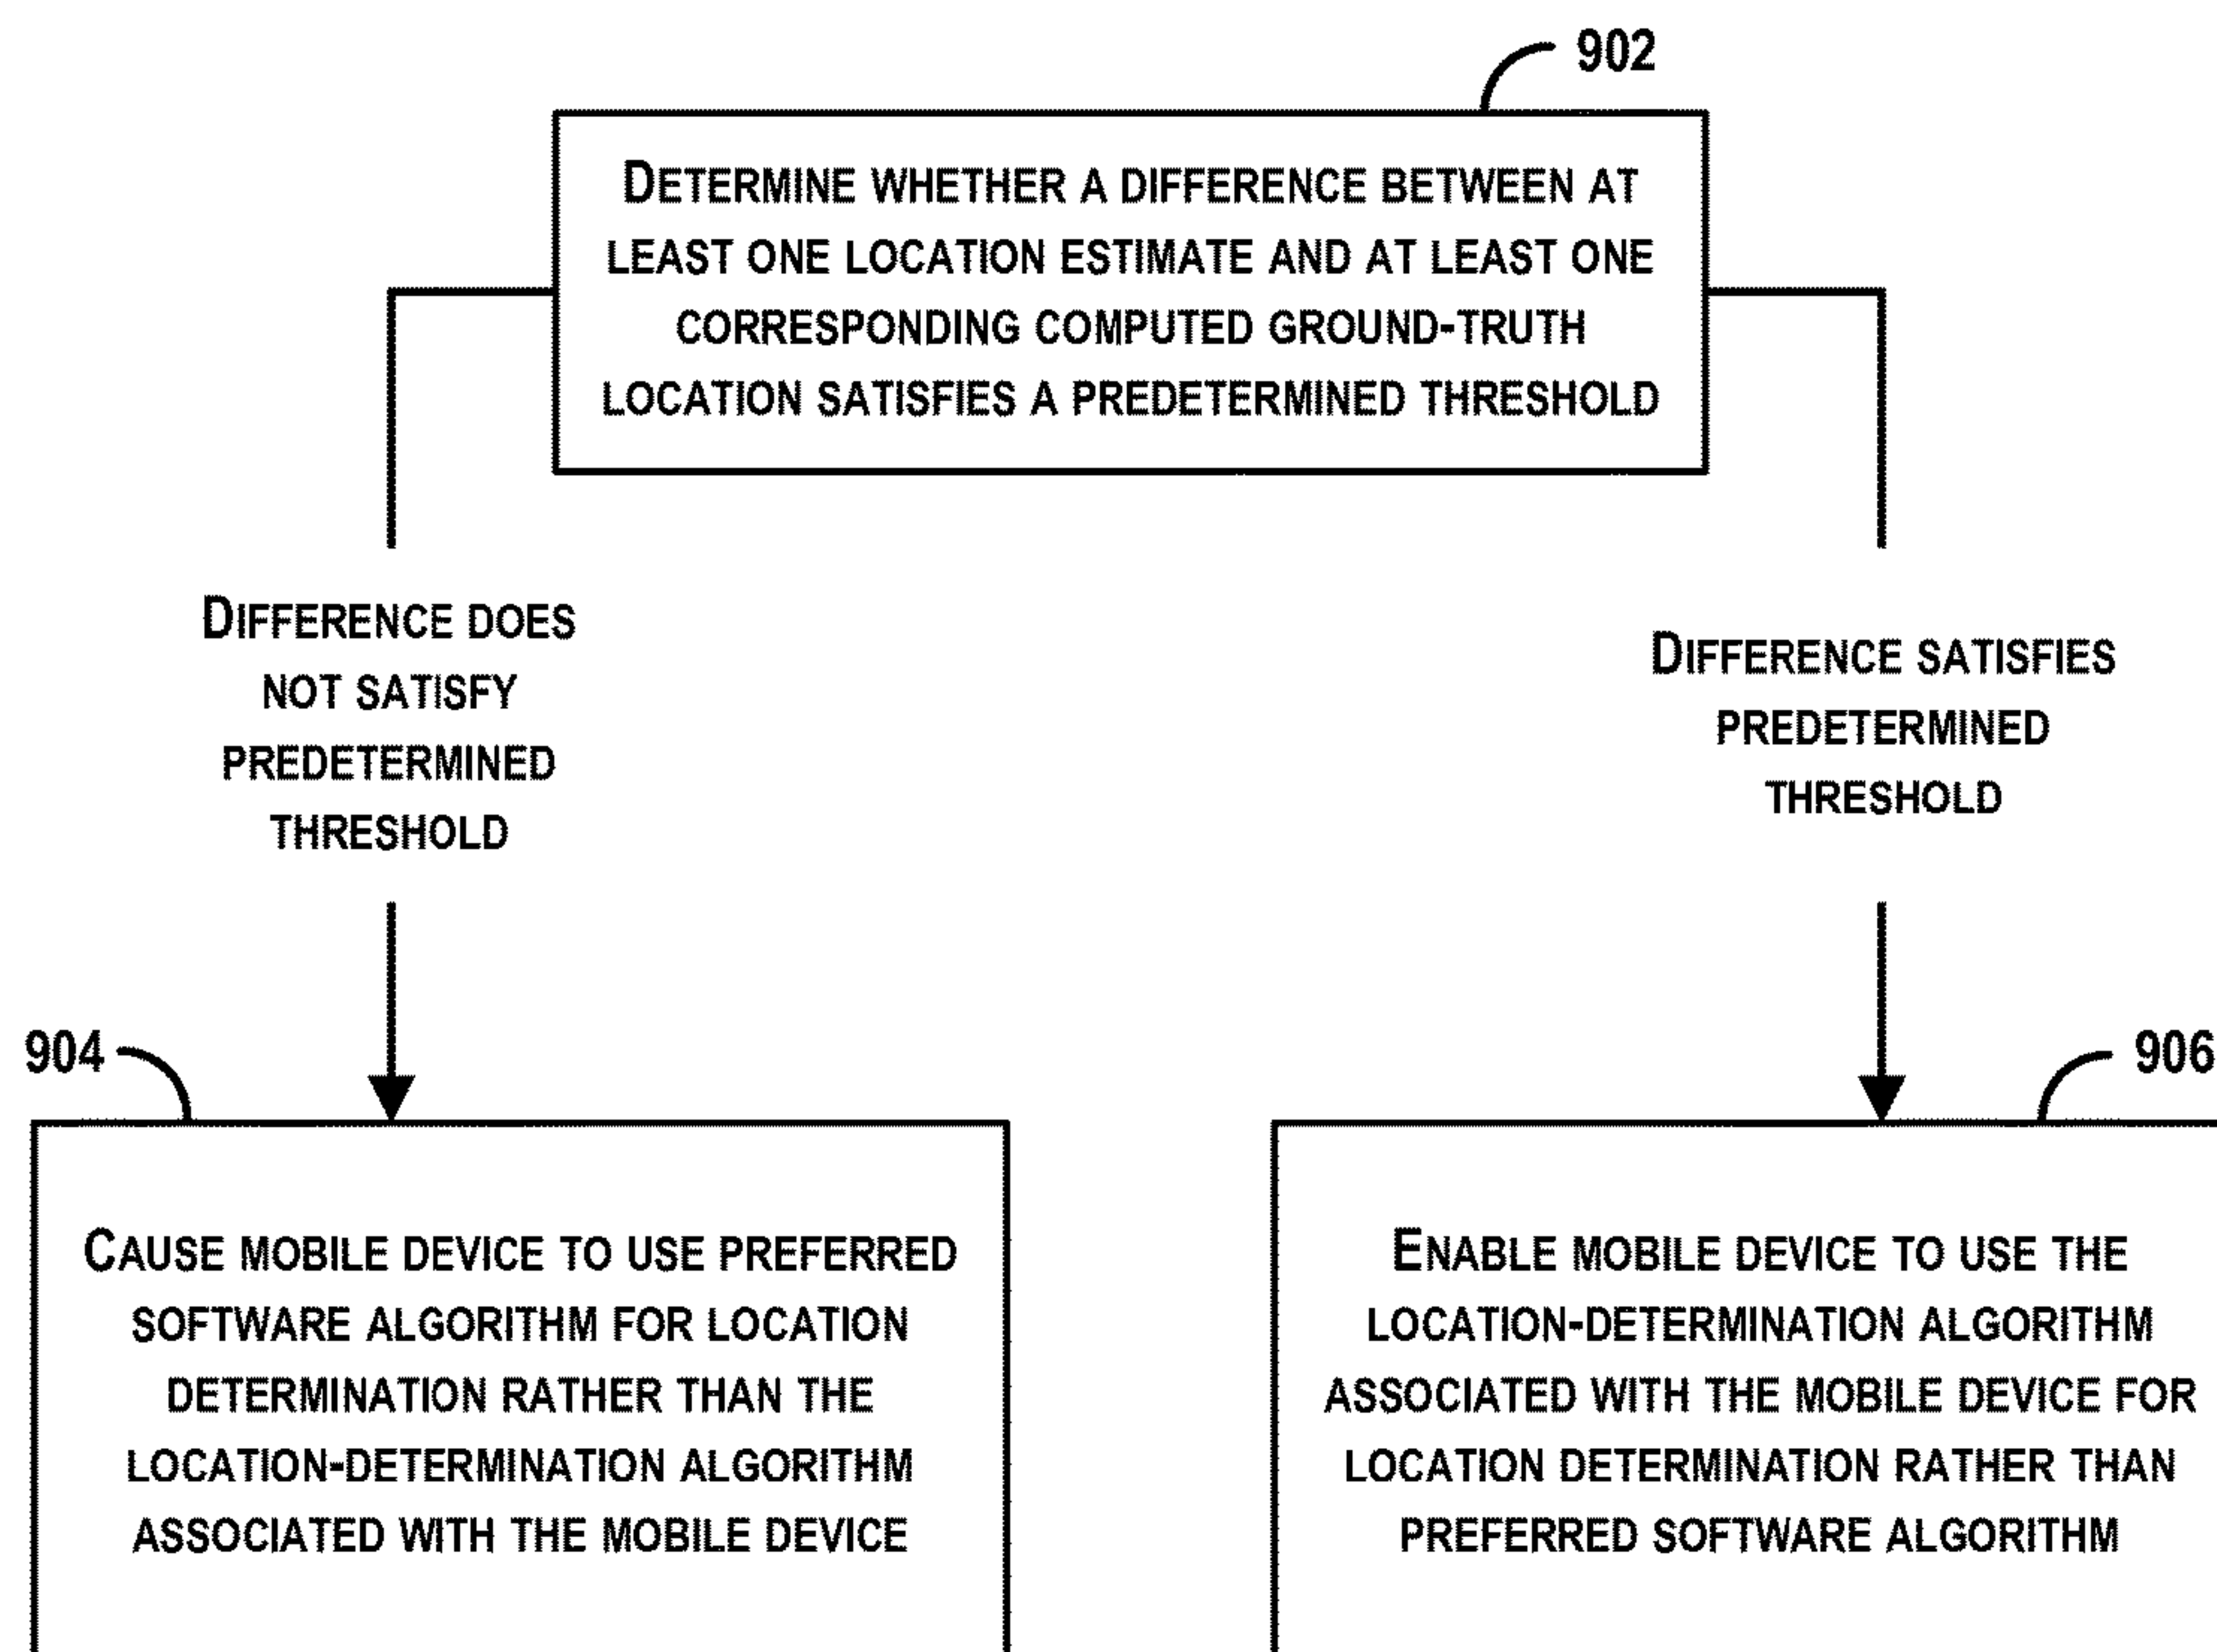 902
DETERMINE WHETHER A DIFFERENCE BETWEEN AT
LEAST ONE LOCATION ESTIMATE AND AT LEAST ONE
CORRESPONDING COMPUTED GROUND-TRUTH
LOCATION SATISFIES A PREDETERMINED THRESHOLD
DIFFERENCE DOES
NOT SATISFY
PREDETERMINED
THRESHOLD
DIFFERENCE SATISFIES
PREDETERMINED
THRESHOLD
904
CAUSE MOBILE DEVICE TO USE PREFERRED
SOFTWARE ALGORITHM FOR LOCATION
DETERMINATION RATHER THAN THE
LOCATION-DETERMINATION ALGORITHM
ASSOCIATED WITH THE MOBILE DEVICE
906
ENABLE MOBILE DEVICE TO USE THE
LOCATION-DETERMINATION ALGORITHM
ASSOCIATED WITH THE MOBILE DEVICE FOR
LOCATION DETERMINATION RATHER THAN
PREFERRED SOFTWARE ALGORITHM